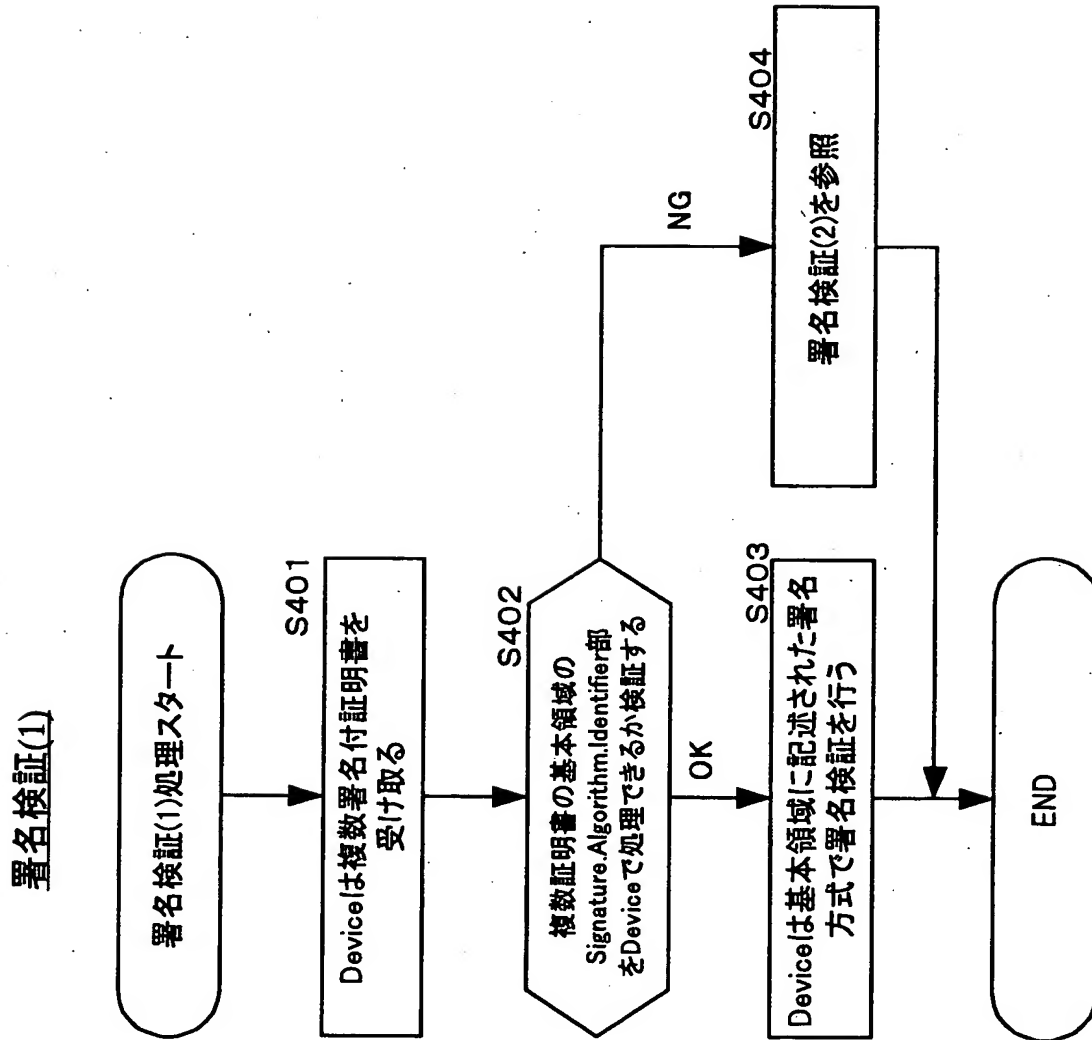 署名検証(1)
署名検証(1)処理スタート
S401
Deviceは複数署名付証明書を
受け取る
S402
複数証明書の基本領域の
Signature.Algorithm.Identifier部
をDeviceで処理できるか検証する
OK
NG
S403
Deviceは基本領域に記述された署名
方式で署名検証を行う
S404
署名検証(2)を参照
END